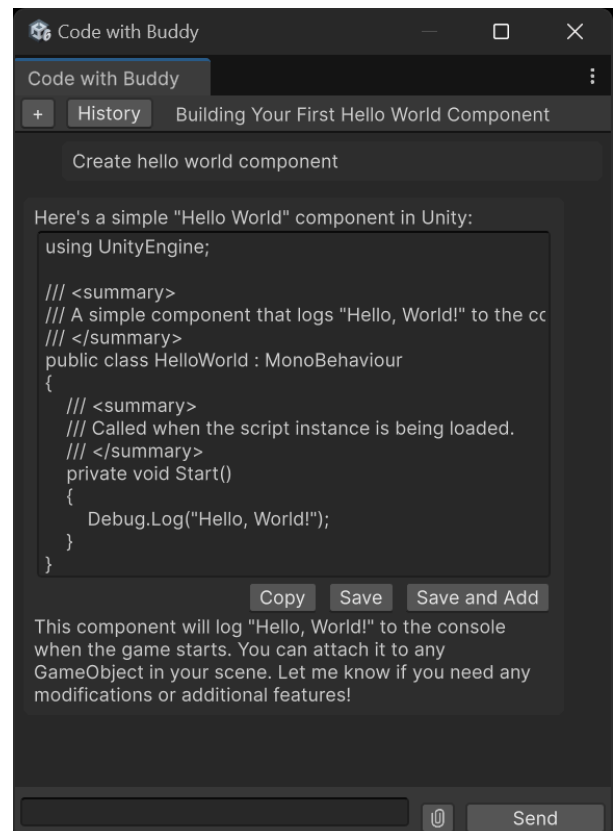 Code with Buddy
Code with Buddy
+ History Building Your First Hello World Component
Create hello world component
Here's a simple "Hello World" component in Unity:
using UnityEngine;
/// <summary>
/// A simple component that logs "Hello, World!" to the cc
/// </summary>
public class HelloWorld : MonoBehaviour
{
/// <summary>
/// Called when the script instance is being loaded.
/// </summary>
private void Start()
{
Debug.Log("Hello, World!");
}
}
Copy Save Save and Add
This component will log "Hello, World!" to the console
when the game starts. You can attach it to any
GameObject in your scene. Let me know if you need any
modifications or additional features!
Send